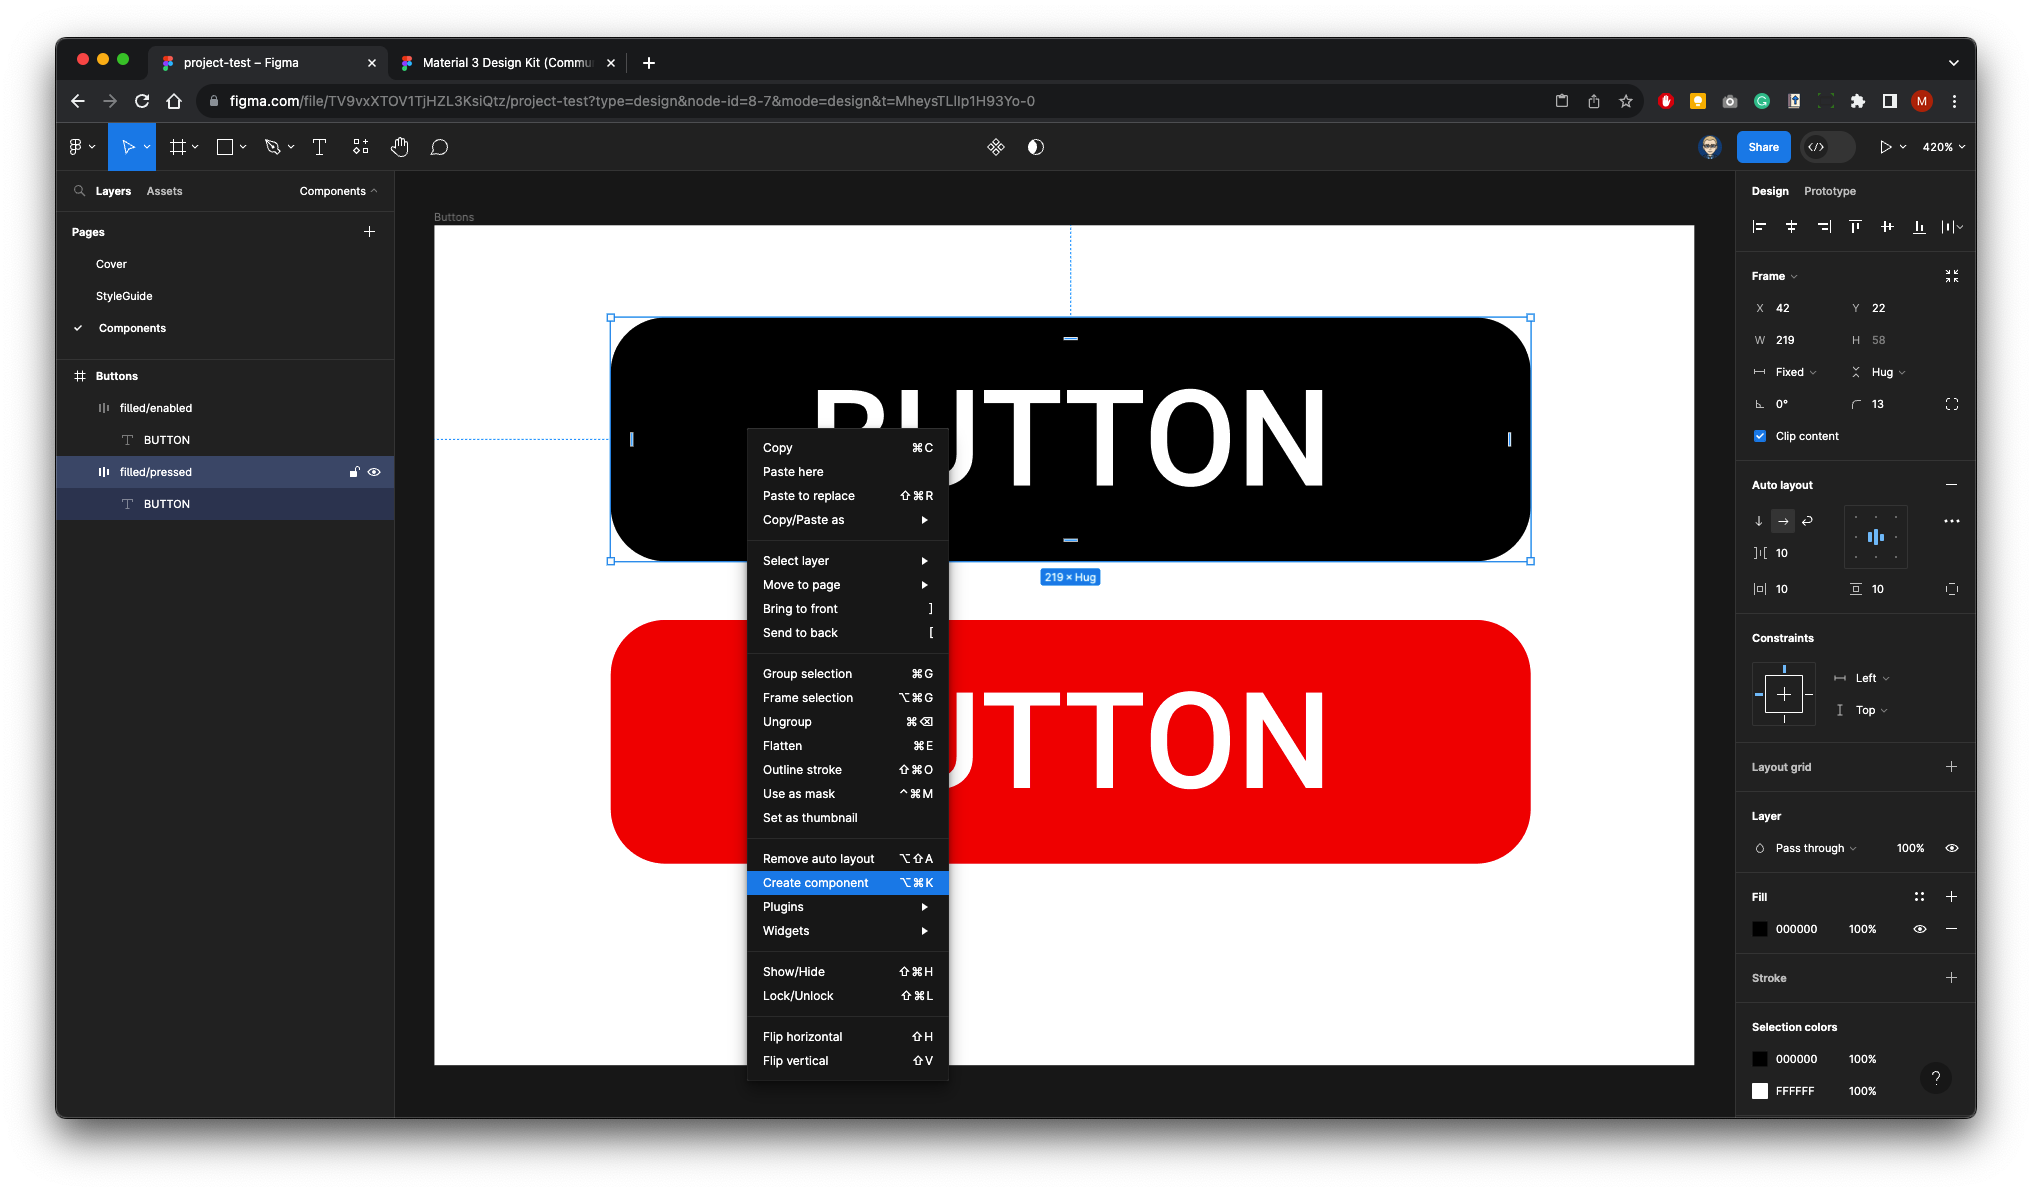 project-test – Figma
Material 3 Design Kit (Commu
figma.com/file/TV9vxXTOV1TjHZL3KsiQtz/project-test?type=design&node-id=8-7&mode=design&t=MheysTLIIp1H93Yo-0
M
Share
420%
Layers Assets Components
Pages
Cover
StyleGuide
Components
Buttons
filled/enabled
BUTTON
filled/pressed
BUTTON
Buttons
BUTTON
219 × Hug
UTTON
Copy ⌘C
Paste here
Paste to replace ⇧⌘R
Copy/Paste as
Select layer
Move to page
Bring to front ]
Send to back [
Group selection ⌘G
Frame selection ⌥⌘G
Ungroup ⌘⌫
Flatten ⌘E
Outline stroke ⇧⌘O
Use as mask ^⌘M
Set as thumbnail
Remove auto layout ⌥⇧A
Create component ⌥⌘K
Plugins
Widgets
Show/Hide ⇧⌘H
Lock/Unlock ⇧⌘L
Flip horizontal ⇧H
Flip vertical ⇧V
Design Prototype
Frame
X 42 Y 22
W 219 H 58
Fixed Hug
0° 13
Clip content
Auto layout
10
10 10
Constraints
Left
Top
Layout grid
Layer
Pass through 100%
Fill
000000 100%
Stroke
Selection colors
000000 100%
FFFFFF 100%
?